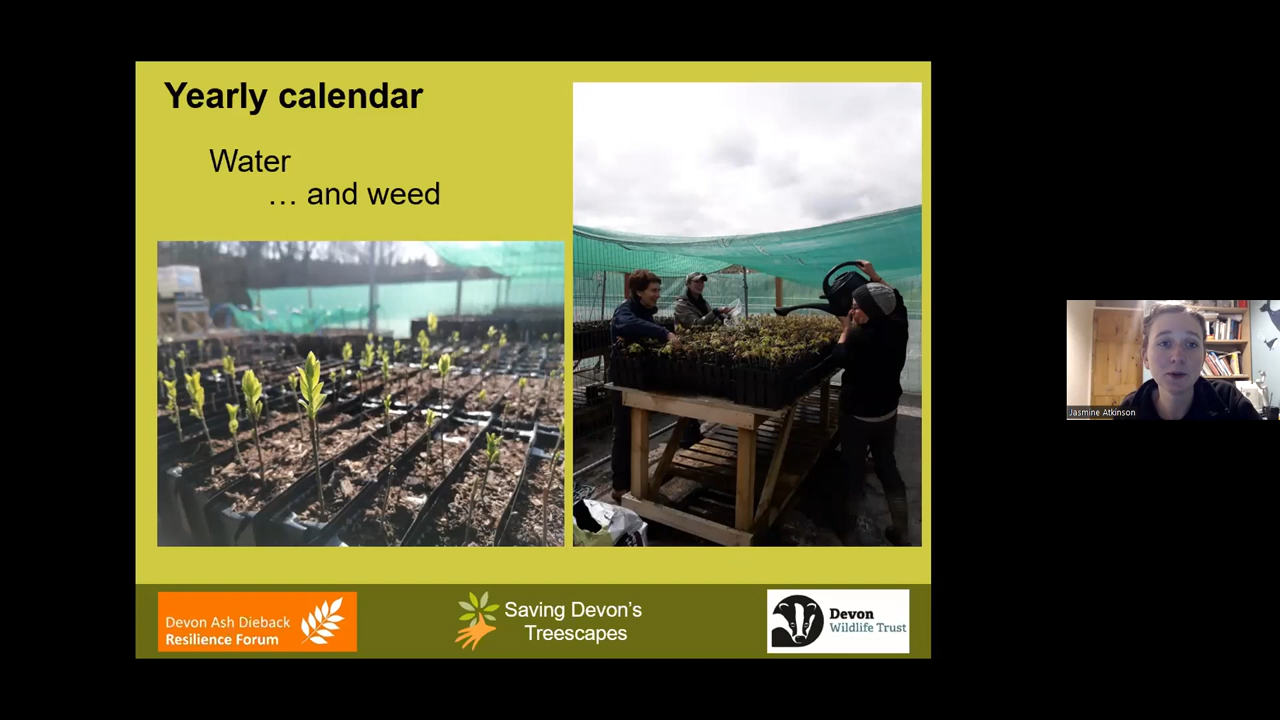 Yearly calendar
Water
… and weed
Devon Ash Dieback
Resilience Forum
Saving Devon's
Treescapes
Devon
Wildlife Trust
Jasmine Atkinson